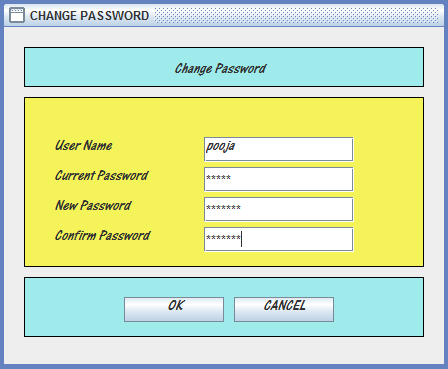 CHANGE PASSWORD
Change Password
User Name pooja
Current Password *****
New Password *******
Confirm Password *******
OK CANCEL